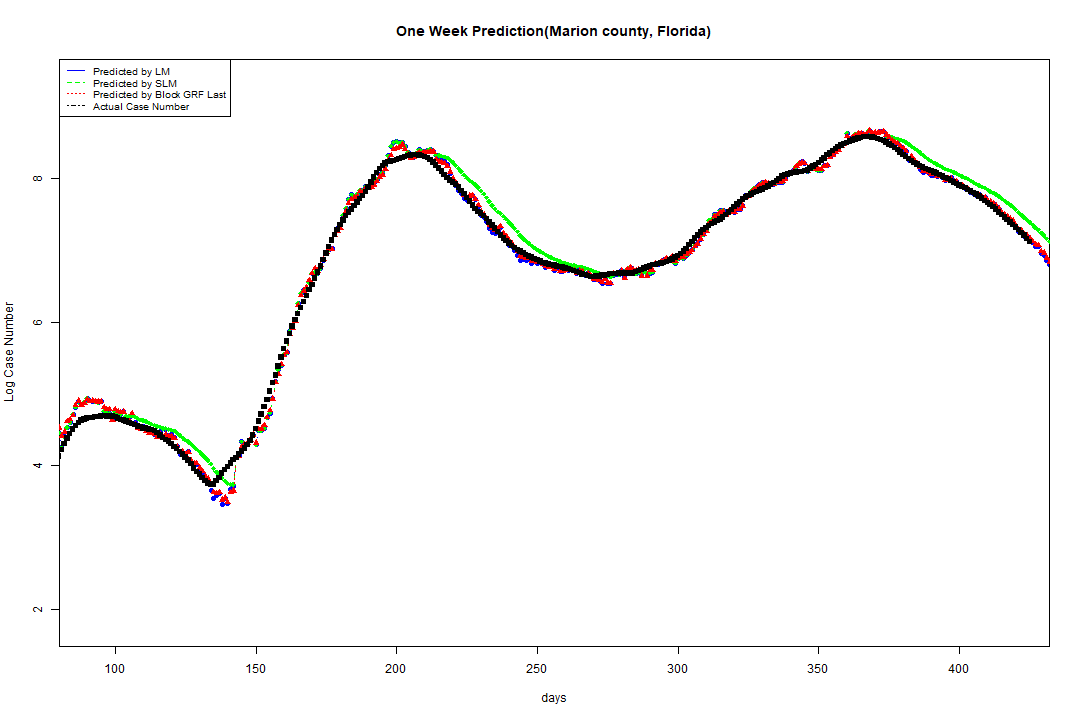 One Week Prediction(Marion county, Florida)
Predicted by LM
Predicted by SLM
Predicted by Block GRF Last
Actual Case Number
Log Case Number
8
6
4
2
100 150 200 250 300 350 400
days